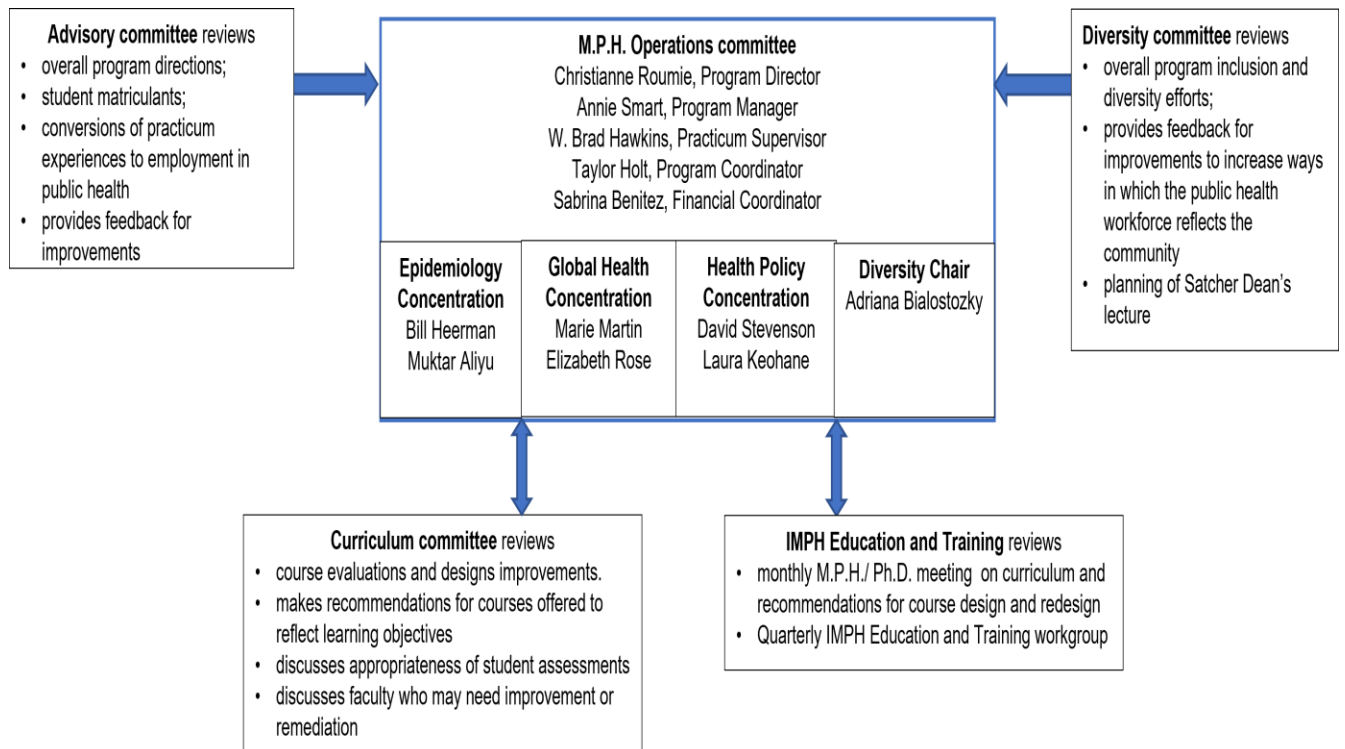 Advisory committee reviews
• overall program directions;
• student matriculants;
• conversions of practicum
experiences to employment in
public health
• provides feedback for
improvements
M.P.H. Operations committee
Christianne Roumie, Program Director
Annie Smart, Program Manager
W. Brad Hawkins, Practicum Supervisor
Taylor Holt, Program Coordinator
Sabrina Benitez, Financial Coordinator
Diversity committee reviews
• overall program inclusion and
diversity efforts;
• provides feedback for
improvements to increase ways
in which the public health
workforce reflects the
community
• planning of Satcher Dean's
lecture
Epidemiology
Concentration
Bill Heerman
Muktar Aliyu
Global Health
Concentration
Marie Martin
Elizabeth Rose
Health Policy
Concentration
David Stevenson
Laura Keohane
Diversity Chair
Adriana Bialostozky
Curriculum committee reviews
• course evaluations and designs improvements.
• makes recommendations for courses offered to
reflect learning objectives
• discusses appropriateness of student assessments
• discusses faculty who may need improvement or
remediation
IMPH Education and Training reviews
• monthly M.P.H./ Ph.D. meeting on curriculum and
recommendations for course design and redesign
• Quarterly IMPH Education and Training workgroup